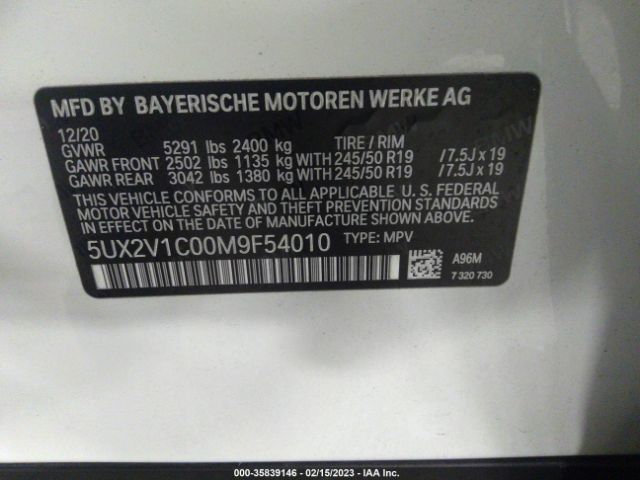 MFD BY BAYERISCHE MOTOREN WERKE AG
12/20
GVWR 5291 lbs 2400 kg TIRE / RIM
GAWR FRONT 2502 lbs 1135 kg WITH 245/50 R19 /7.5J x 19
GAWR REAR 3042 lbs 1380 kg WITH 245/50 R19 /7.5J x 19
THIS VEHICLE CONFORMS TO ALL APPLICABLE U. S. FEDERAL
MOTOR VEHICLE SAFETY AND THEFT PREVENTION STANDARDS
IN EFFECT ON THE DATE OF MANUFACTURE SHOWN ABOVE.
5UX2V1C00M9F54010 TYPE: MPV
A96M
7 320 730
000-35839146 - 02/15/2023 - IAA Inc.